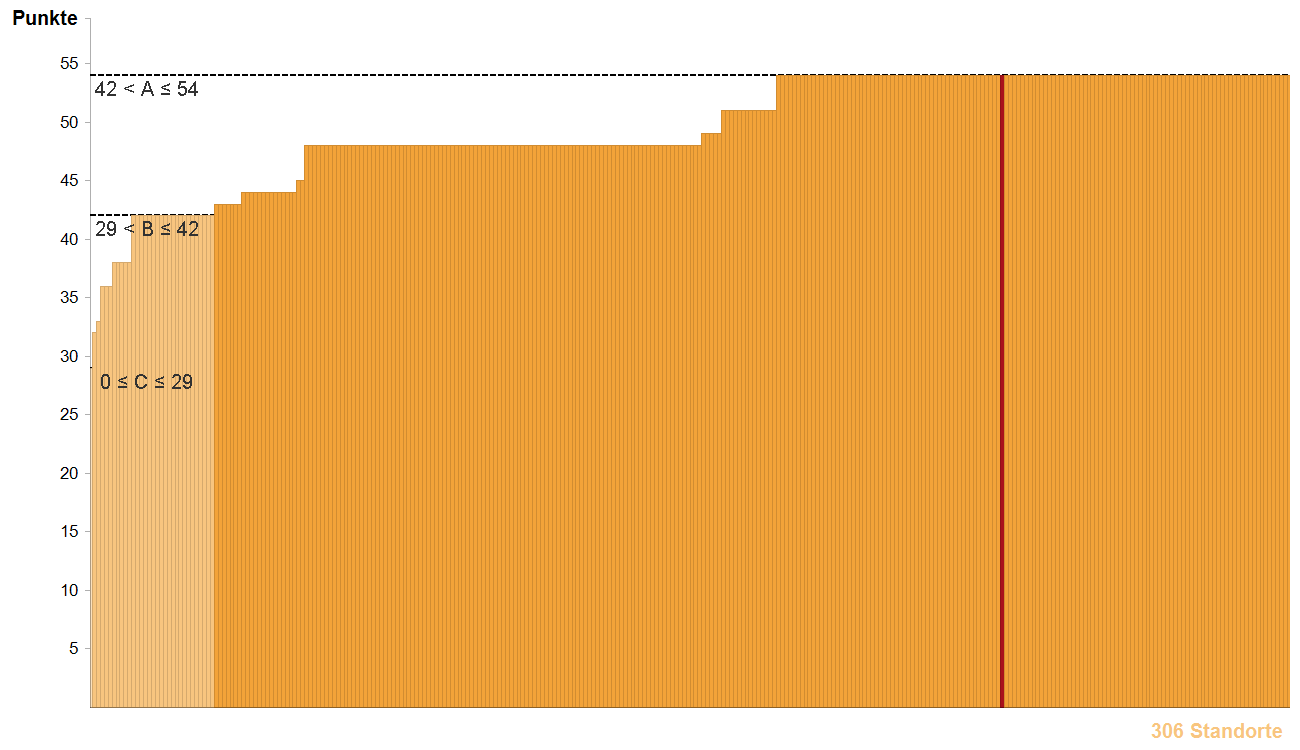 Punkte
55
42 < A ≤ 54
50
45
29 < B ≤ 42
40
35
30
0 ≤ C ≤ 29
25
20
15
10
5
306 Standorte